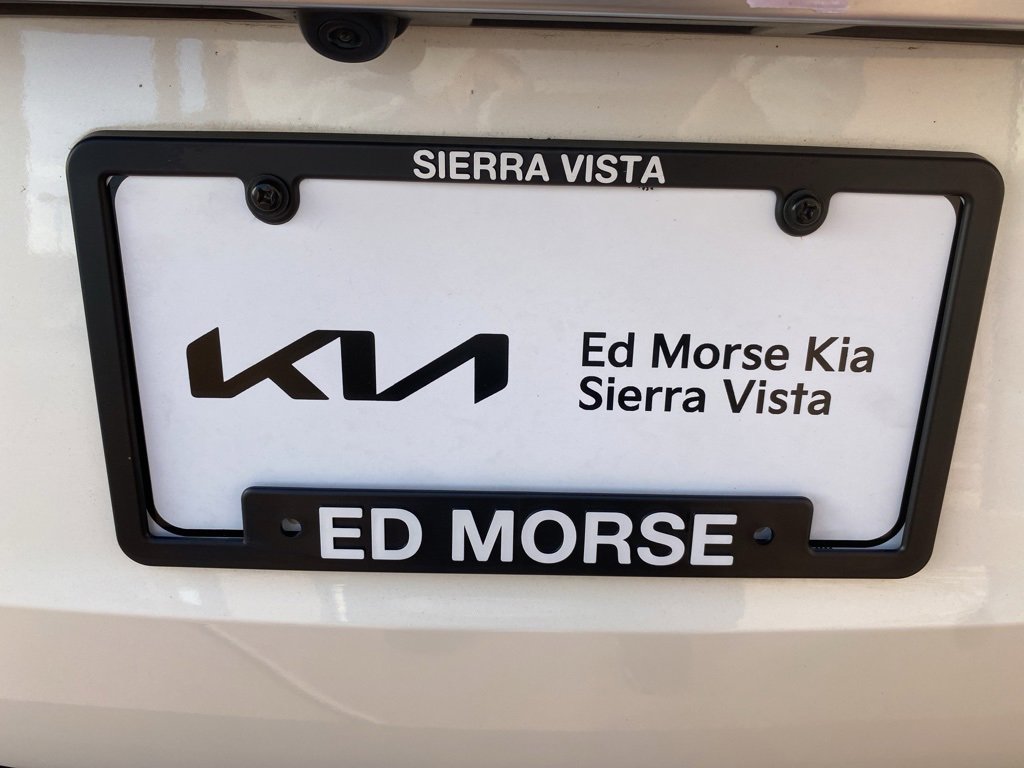 SIERRA VISTA
KIA
Ed Morse Kia
Sierra Vista
ED MORSE